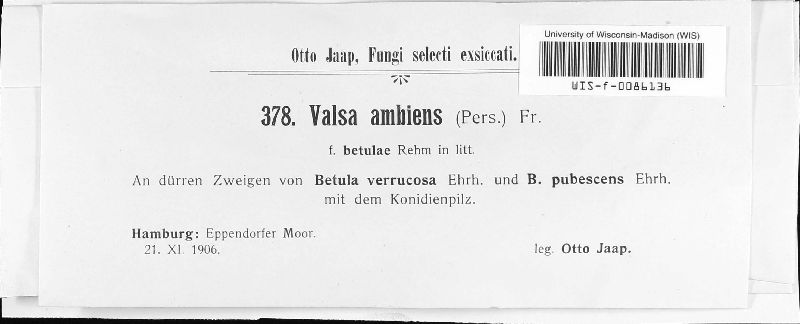 Otto Jaap, Fungi selecti exsiccati.
University of Wisconsin-Madison (WIS)
WIS-f-0086136
378. Valsa ambiens (Pers.) Fr.
f. betulae Rehm in litt.
An dürren Zweigen von Betula verrucosa Ehrh. und B. pubescens Ehrh.
mit dem Konidienpilz.
Hamburg: Eppendorfer Moor.
21. XI. 1906.
leg. Otto Jaap.